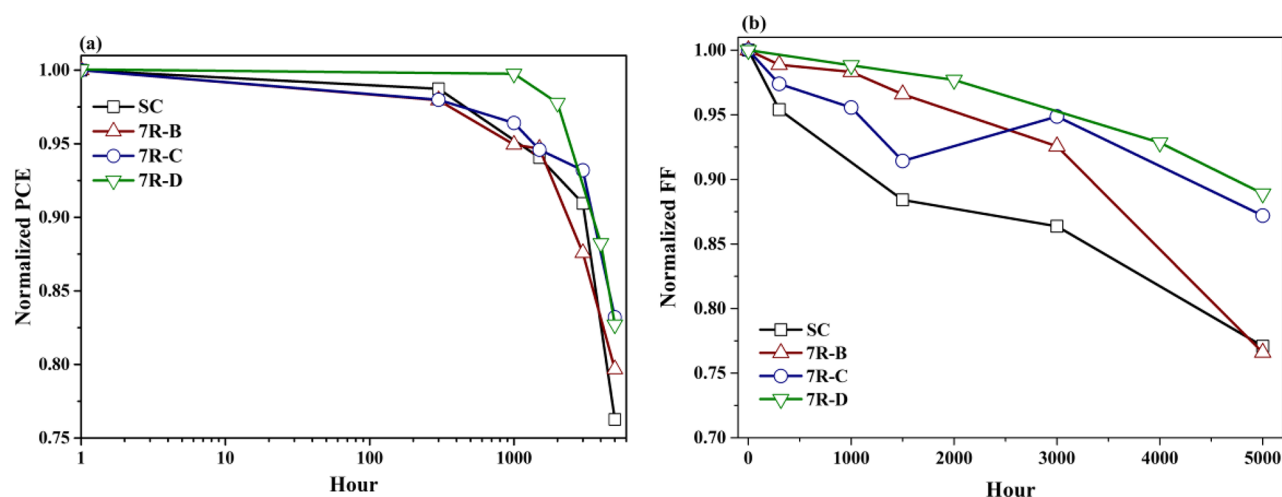 (a)
1.00
0.95
0.90
0.85
0.80
0.75
Normalized PCE
SC
7R-B
7R-C
7R-D
1
10
100
1000
Hour
(b)
1.00
0.95
0.90
0.85
0.80
0.75
0.70
Normalized FF
SC
7R-B
7R-C
7R-D
0
1000
2000
3000
4000
5000
Hour